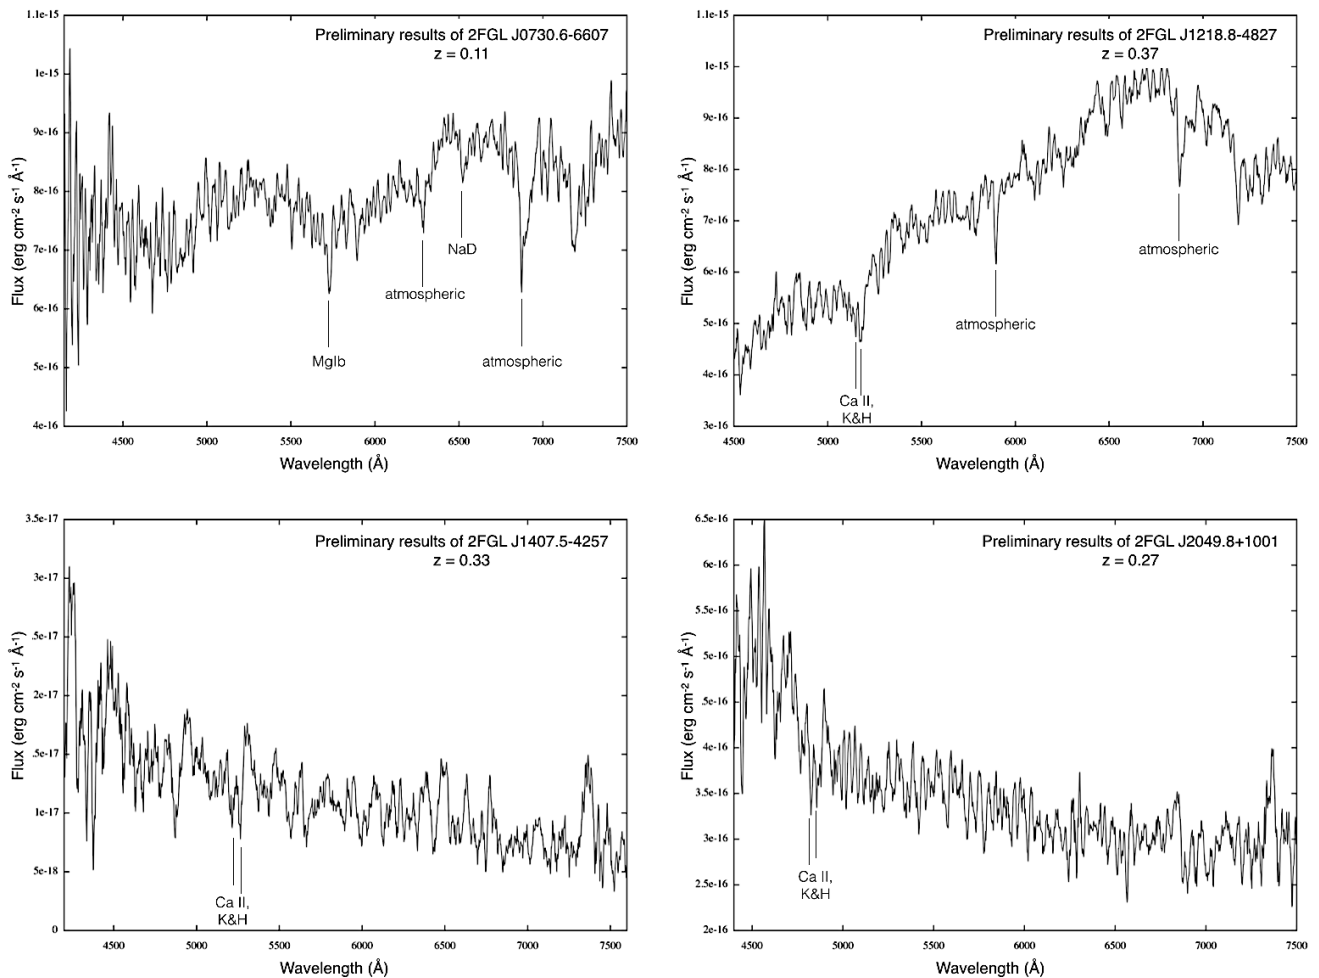 1.1e-15
1e-15
9e-16
8e-16
7e-16
6e-16
5e-16
4e-16
Flux (erg cm-2 s-1 Å-1)
Preliminary results of 2FGL J0730.6-6607
z = 0.11
NaD
atmospheric
MgIb
atmospheric
4500 5000 5500 6000 6500 7000 7500
Wavelength (Å)
1.1e-15
1e-15
9e-16
8e-16
7e-16
6e-16
5e-16
4e-16
3e-16
Flux (erg cm-2 s-1 Å-1)
Preliminary results of 2FGL J1218.8-4827
z = 0.37
atmospheric
atmospheric
Ca II,
K&H
4500 5000 5500 6000 6500 7000 7500
Wavelength (Å)
3.5e-17
3e-17
.5e-17
2e-17
.5e-17
1e-17
5e-18
0
Flux (erg cm-2 s-1 Å-1)
Preliminary results of 2FGL J1407.5-4257
z = 0.33
Ca II,
K&H
4500 5000 5500 6000 6500 7000 7500
Wavelength (Å)
6.5e-16
6e-16
5.5e-16
5e-16
4.5e-16
4e-16
3.5e-16
3e-16
2.5e-16
2e-16
Flux (erg cm-2 s-1 Å-1)
Preliminary results of 2FGL J2049.8+1001
z = 0.27
Ca II,
K&H
4500 5000 5500 6000 6500 7000 7500
Wavelength (Å)